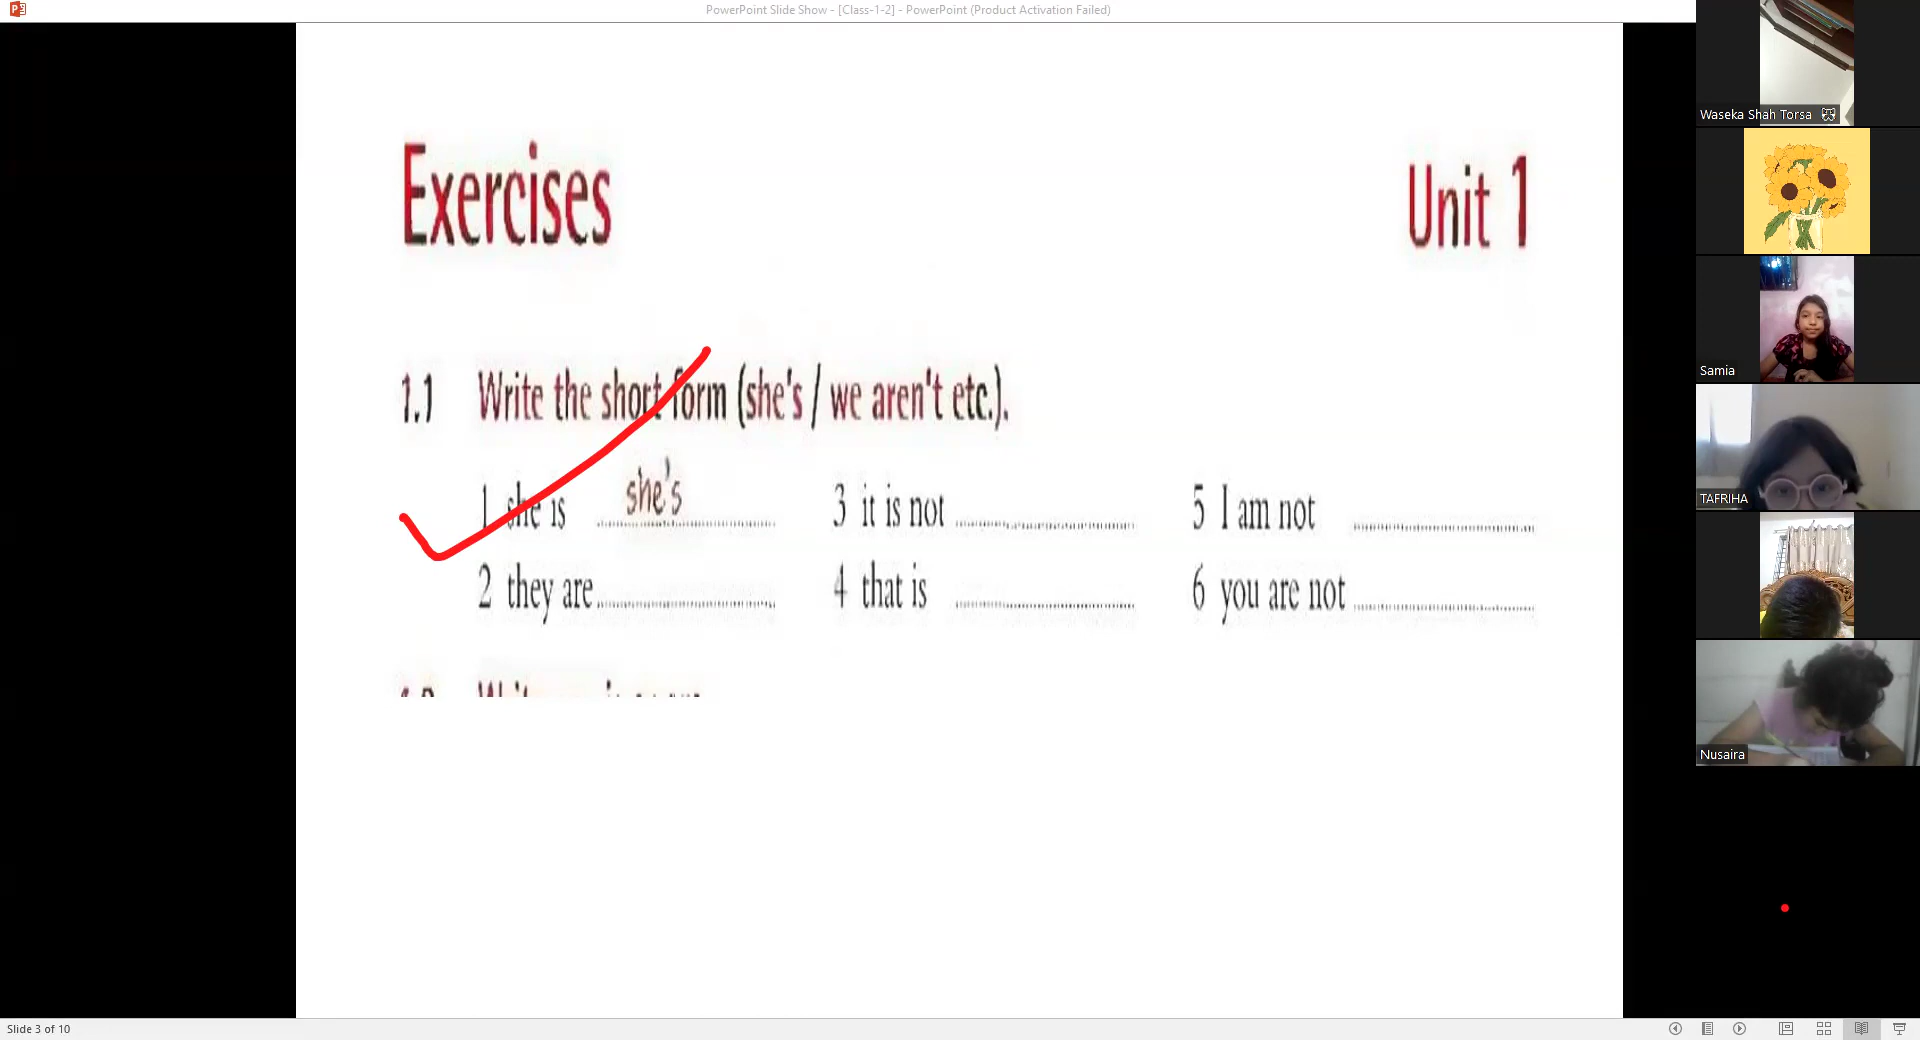 PowerPoint Slide Show - [Class-1-2] - PowerPoint (Product Activation Failed)
Exercises
Unit 1
1.1 Write the short form (she's / we aren't etc.).
1 she is she's 3 it is not 5 I am not
2 they are 4 that is 6 you are not
Waseka Shah Torsa
Samia
TAFRIHA
Nusaira
Slide 3 of 10